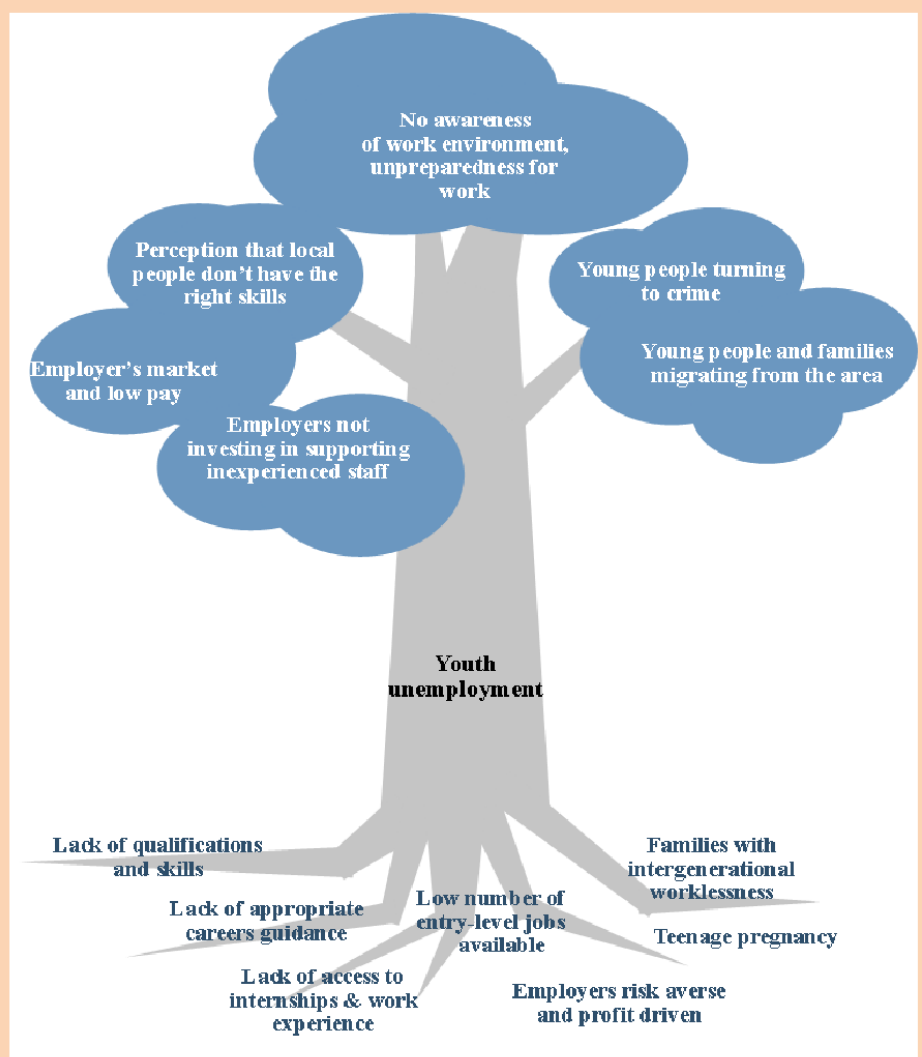 No awareness
of work environment,
unpreparedness for
work
Perception that local
people don't have the
right skills
Young people turning
to crime
Employer's market
and low pay
Young people and families
migrating from the area
Employers not
investing in supporting
inexperienced staff
Youth
unemployment
Lack of qualifications
and skills
Families with
intergenerational
worklessness
Lack of appropriate
careers guidance
Low number of
entry-level jobs
available
Teenage pregnancy
Lack of access to
internships & work
experience
Employers risk averse
and profit driven